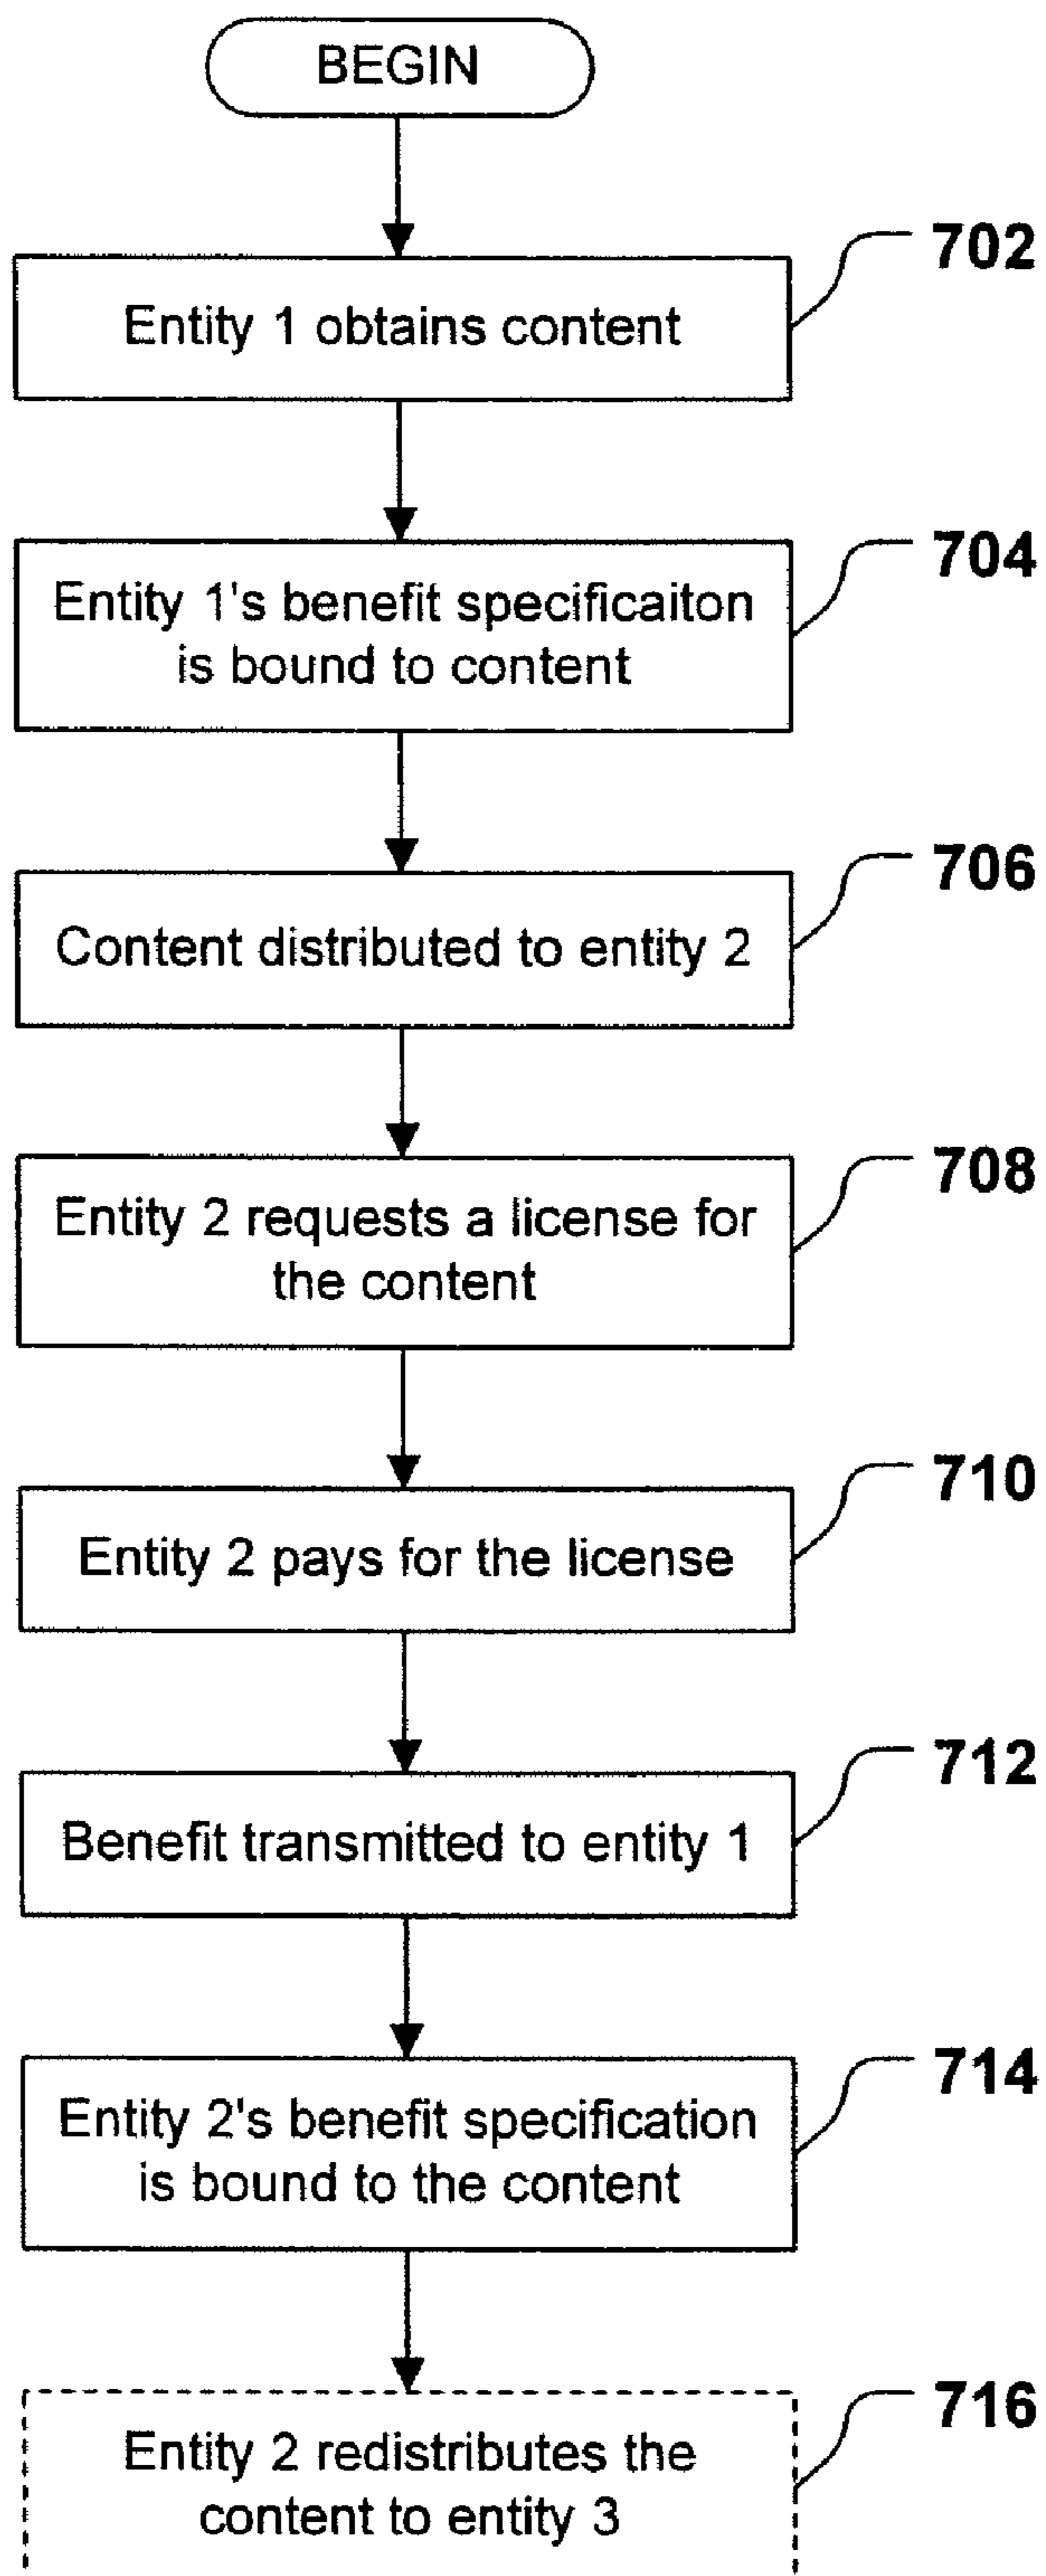 BEGIN
702
Entity 1 obtains content
704
Entity 1's benefit specificaiton
is bound to content
706
Content distributed to entity 2
708
Entity 2 requests a license for
the content
710
Entity 2 pays for the license
712
Benefit transmitted to entity 1
714
Entity 2's benefit specification
is bound to the content
716
Entity 2 redistributes the
content to entity 3